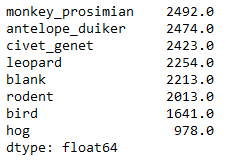 monkey_prosimian    2492.0
antelope_duiker     2474.0
civet_genet         2423.0
leopard             2254.0
blank               2213.0
rodent              2013.0
bird                1641.0
hog                  978.0
dtype: float64